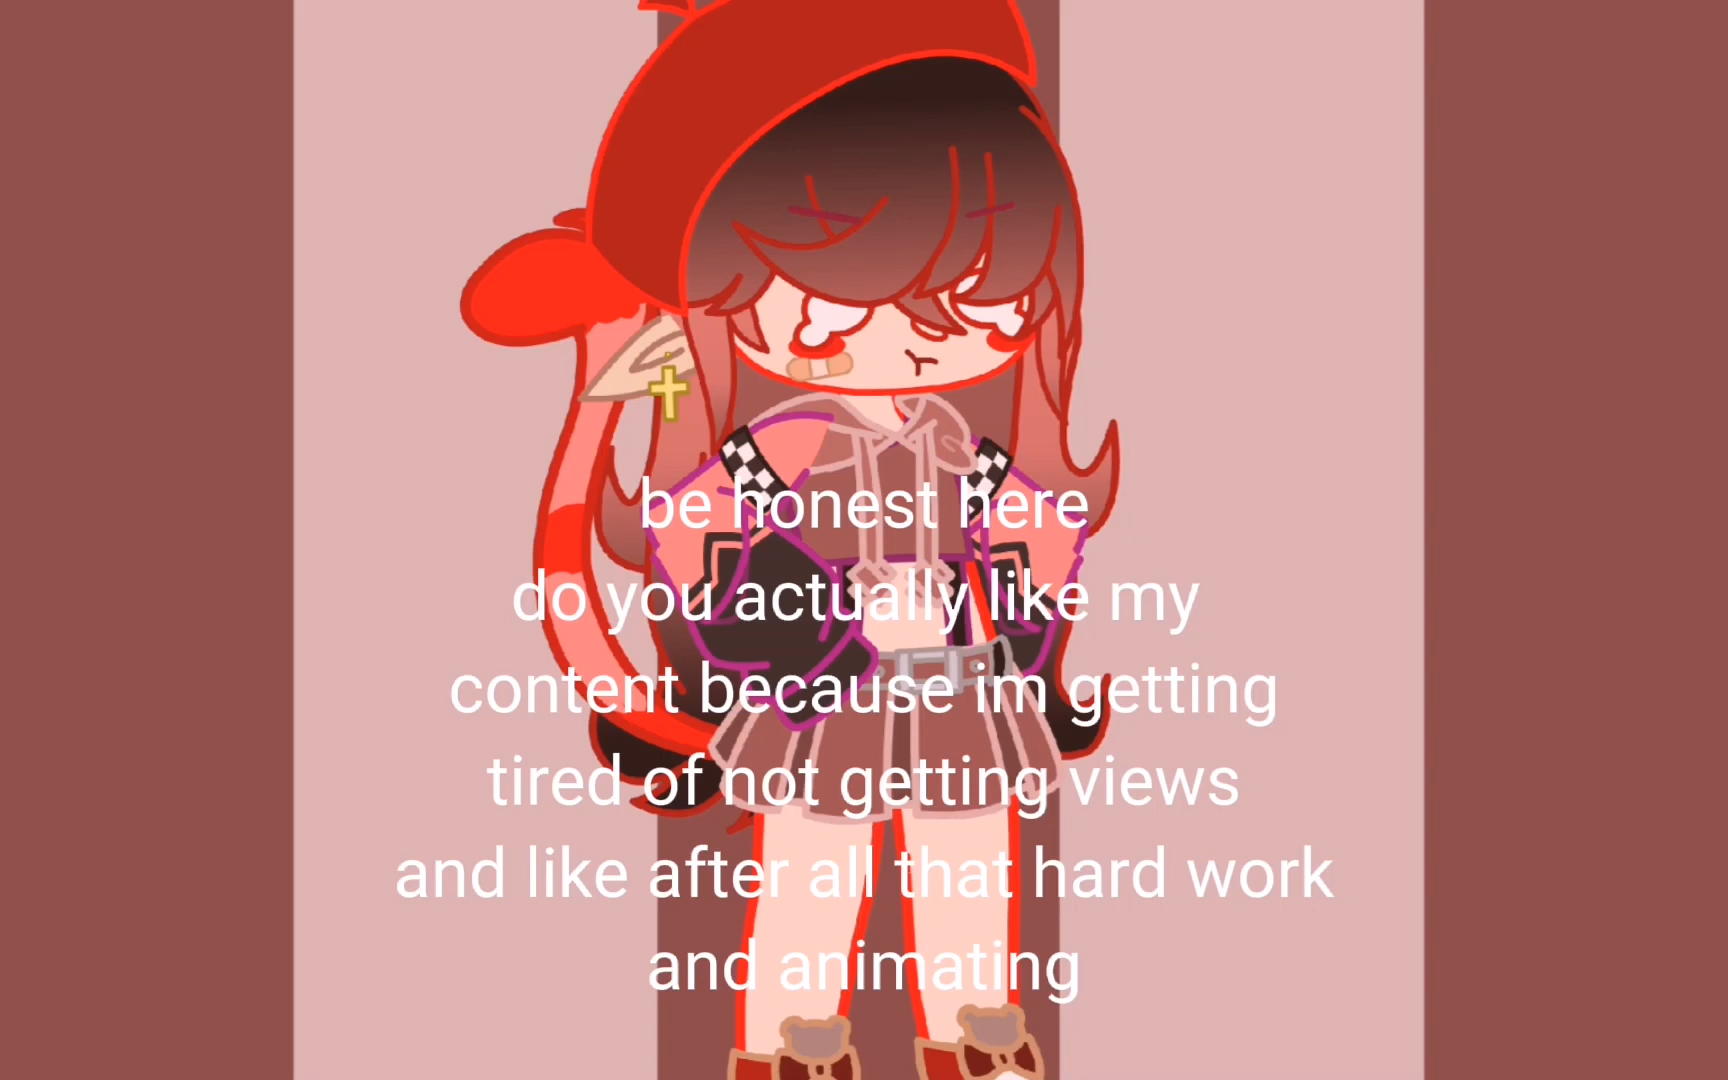 be honest here
do you actually like my
content because im getting
tired of not getting views
and like after all that hard work
and animating